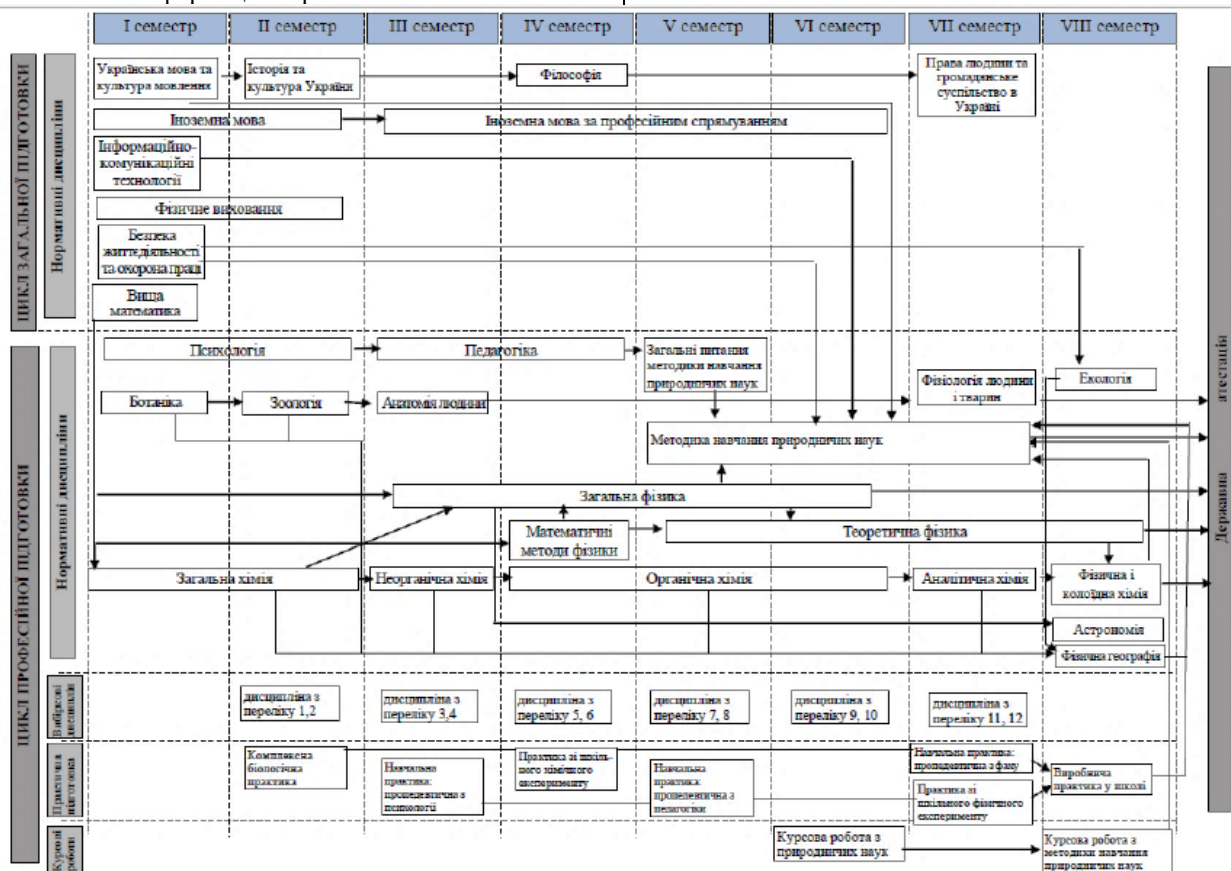 I семестр
II семестр
III семестр
IV семестр
V семестр
VI семестр
VII семестр
VIII семестр
ЦИКЛ ЗАГАЛЬНОЇ ПІДГОТОВКИ
Нормативні дисципліни
Українська мова та
культура мовлення
Історія та
культура України
Філософія
Права людини та
громадянське
суспільство в
Україні
Іноземна мова
Іноземна мова за професійним спрямуванням
Інформаційно-
комунікаційні
технології
Фізичне виховання
Безпека
життєдіяльності
та охорона праці
Вища
математика
ЦИКЛ ПРОФЕСІЙНОЇ ПІДГОТОВКИ
Нормативні дисципліни
Психологія
Педагогіка
Загальні питання
методики навчання
природничих наук
Фізіологія людини
і тварин
Екологія
Ботаніка
Зоологія
Анатомія людини
Методика навчання природничих наук
Загальна фізика
Математичні
методи фізики
Теоретична фізика
Загальна хімія
Неорганічна хімія
Органічна хімія
Аналітична хімія
Фізична і
колоїдна хімія
Астрономія
Фізична географія
Державна атестація
Вибіркові
дисципліни
дисципліна з
переліку 1,2
дисципліна з
переліку 3,4
дисципліна з
переліку 5, 6
дисципліна з
переліку 7, 8
дисципліна з
переліку 9, 10
дисципліна з
переліку 11, 12
Практична
підготовка
Комплексна
біологічна
практика
Навчальна
практика:
пропедевтична з
психології
Практика зі шкіль-
ного хімічного
експерименту
Навчальна
практика:
пропедевтична з
педагогіки
Навчальна практика:
пропедевтична з фаху
Практика зі
шкільного фізичного
експерименту
Виробнича
практика у школі
Курсові
роботи
Курсова робота з
природничих наук
Курсова робота з
методики навчання
природничих наук